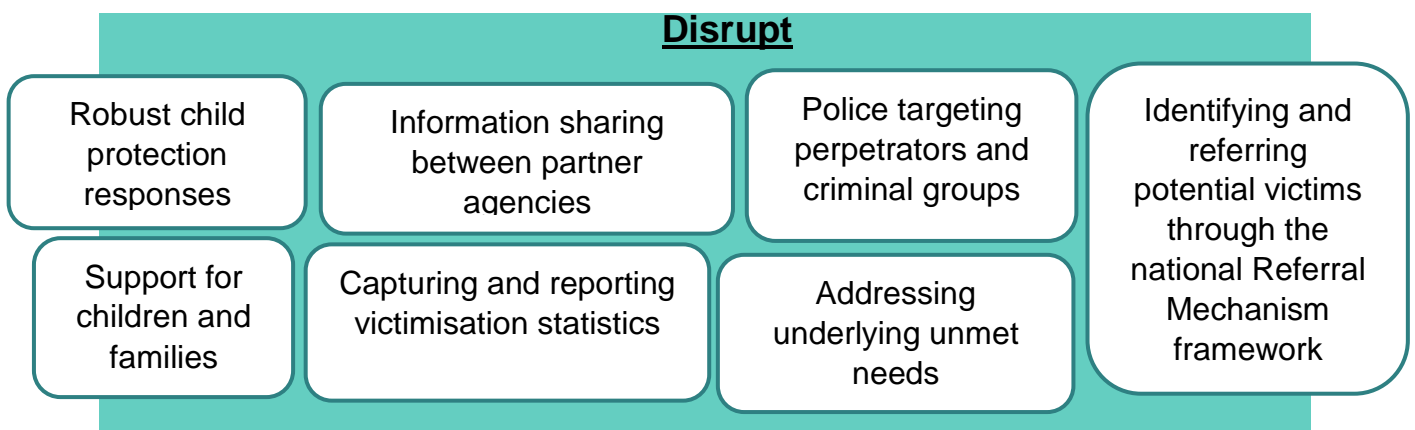 Disrupt
Robust child
protection
responses
Information sharing
between partner
agencies
Police targeting
perpetrators and
criminal groups
Identifying and
referring
potential victims
through the
national Referral
Mechanism
framework
Support for
children and
families
Capturing and reporting
victimisation statistics
Addressing
underlying unmet
needs